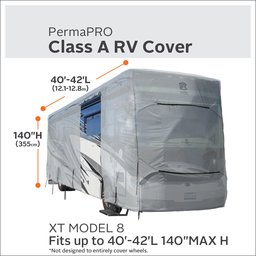 PermaPRO
Class A RV Cover
40'-42'L
(12.1-12.8m)
140"H
(355cm)
XT MODEL 8
Fits up to 40'-42'L 140"MAX H
*Not designed to entirely cover wheels.